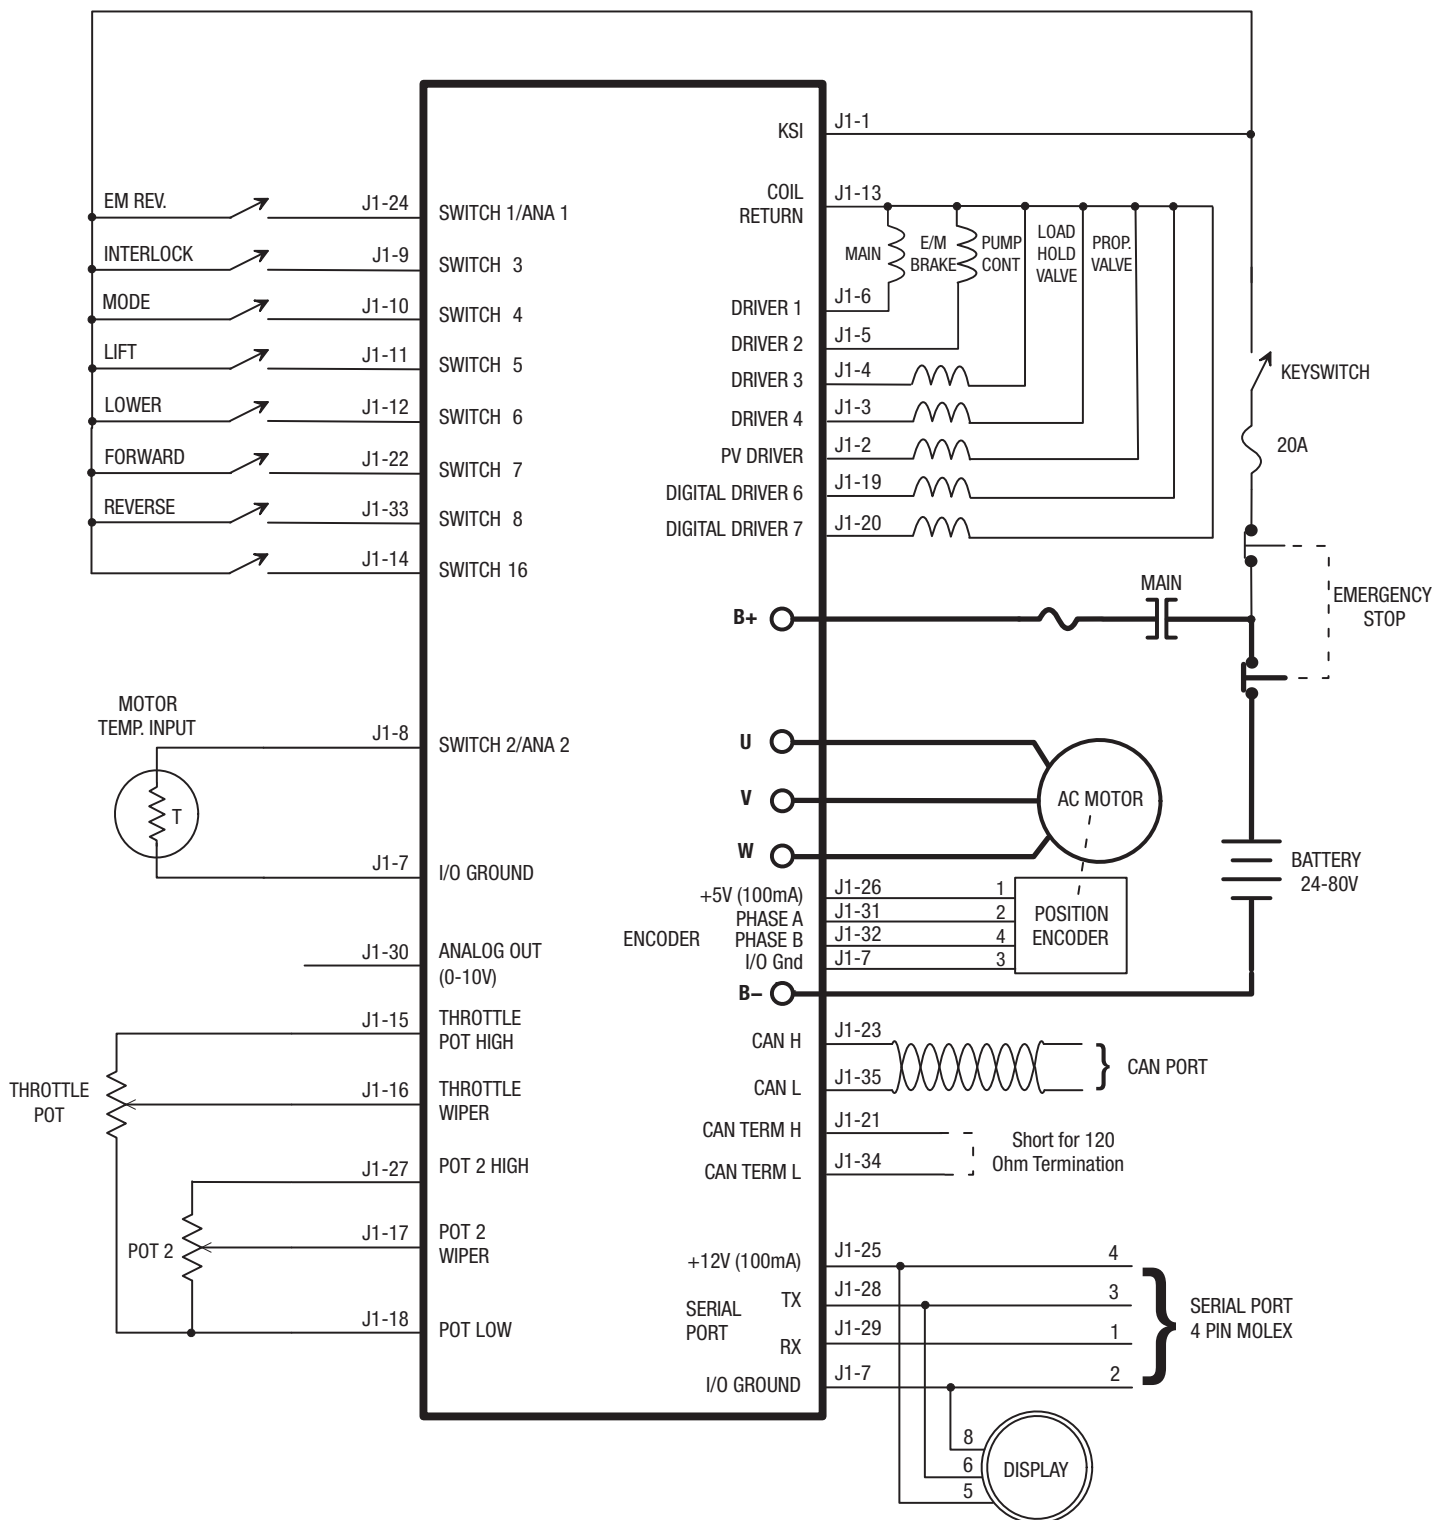 KSI
J1-1
EM REV.
J1-24
SWITCH 1/ANA 1
INTERLOCK
J1-9
SWITCH 3
MODE
J1-10
SWITCH 4
LIFT
J1-11
SWITCH 5
LOWER
J1-12
SWITCH 6
FORWARD
J1-22
SWITCH 7
REVERSE
J1-33
SWITCH 8
J1-14
SWITCH 16
COIL
RETURN
J1-13
MAIN
E/M
BRAKE
PUMP
CONT
LOAD
HOLD
VALVE
PROP.
VALVE
DRIVER 1
J1-6
DRIVER 2
J1-5
DRIVER 3
J1-4
DRIVER 4
J1-3
PV DRIVER
J1-2
DIGITAL DRIVER 6
J1-19
DIGITAL DRIVER 7
J1-20
KEYSWITCH
20A
EMERGENCY
STOP
B+
MAIN
MOTOR
TEMP. INPUT
T
J1-8
SWITCH 2/ANA 2
J1-7
I/O GROUND
U
V
W
AC MOTOR
BATTERY
24-80V
ENCODER
+5V (100mA)
J1-26
1
PHASE A
J1-31
2
PHASE B
J1-32
4
I/O Gnd
J1-7
3
POSITION
ENCODER
B–
J1-30
ANALOG OUT
(0-10V)
J1-15
THROTTLE
POT HIGH
THROTTLE
POT
J1-16
THROTTLE
WIPER
J1-27
POT 2 HIGH
POT 2
J1-17
POT 2
WIPER
J1-18
POT LOW
CAN H
J1-23
CAN L
J1-35
CAN PORT
CAN TERM H
J1-21
CAN TERM L
J1-34
Short for 120
Ohm Termination
SERIAL
PORT
+12V (100mA)
J1-25
4
TX
J1-28
3
RX
J1-29
1
I/O GROUND
J1-7
2
SERIAL PORT
4 PIN MOLEX
8
6
5
DISPLAY